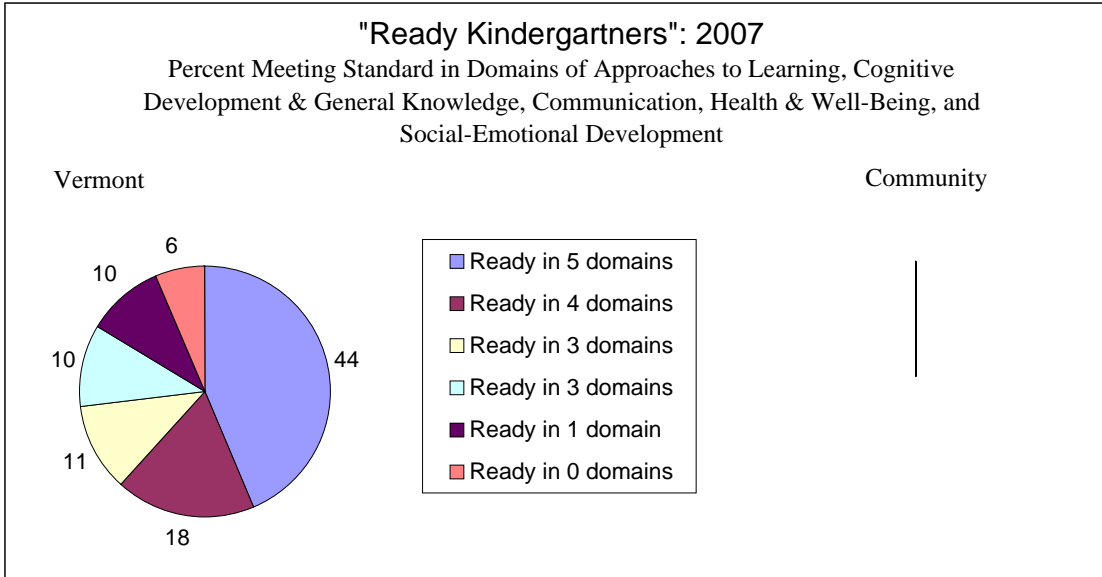 "Ready Kindergartners": 2007
Percent Meeting Standard in Domains of Approaches to Learning, Cognitive
Development & General Knowledge, Communication, Health & Well-Being, and
Social-Emotional Development
Vermont
Community
6
10
10
11
18
44
Ready in 5 domains
Ready in 4 domains
Ready in 3 domains
Ready in 3 domains
Ready in 1 domain
Ready in 0 domains